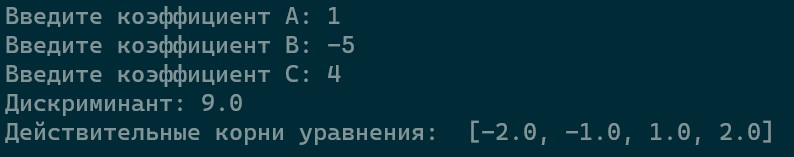 Введите коэффициент A: 1
Введите коэффициент B: -5
Введите коэффициент C: 4
Дискриминант: 9.0
Действительные корни уравнения:  [-2.0, -1.0, 1.0, 2.0]